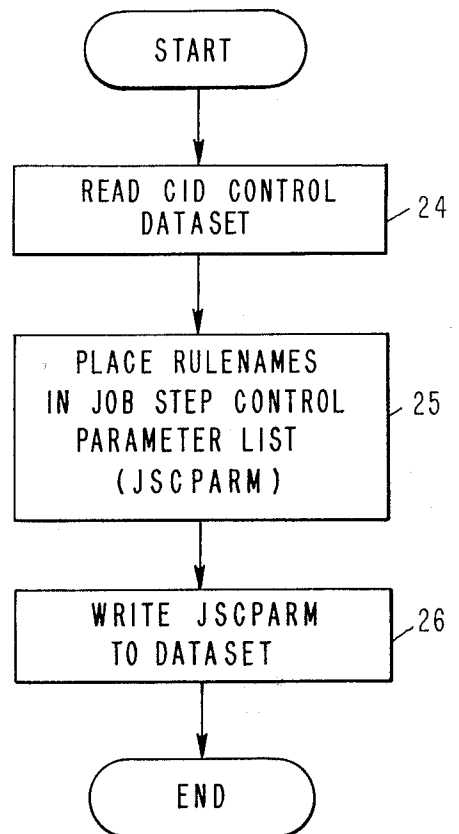 START
READ CID CONTROL
DATASET
24
PLACE RULENAMES
IN JOB STEP CONTROL
PARAMETER LIST
(JSCPARM)
25
WRITE JSCPARM
TO DATASET
26
END